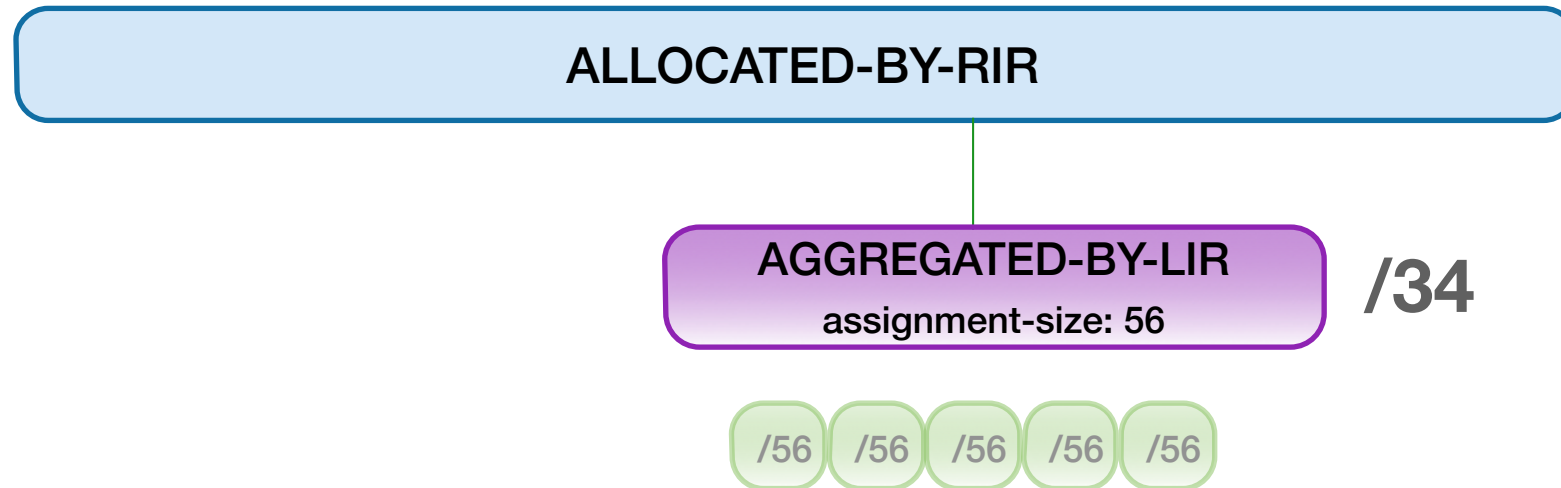 ALLOCATED-BY-RIR
AGGREGATED-BY-LIR
assignment-size: 56
/34
/56 /56 /56 /56 /56